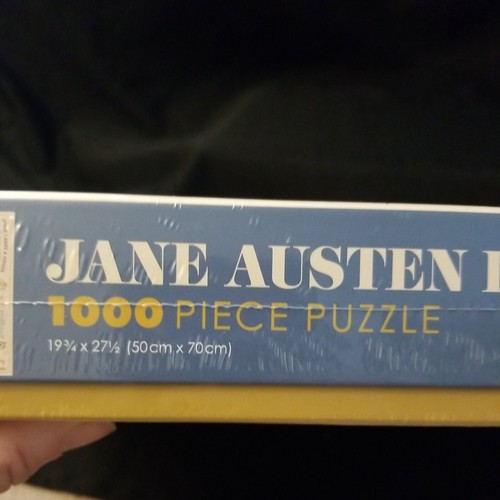 JANE AUSTEN
1000 PIECE PUZZLE
19¾ x 27½ (50cm x 70cm)